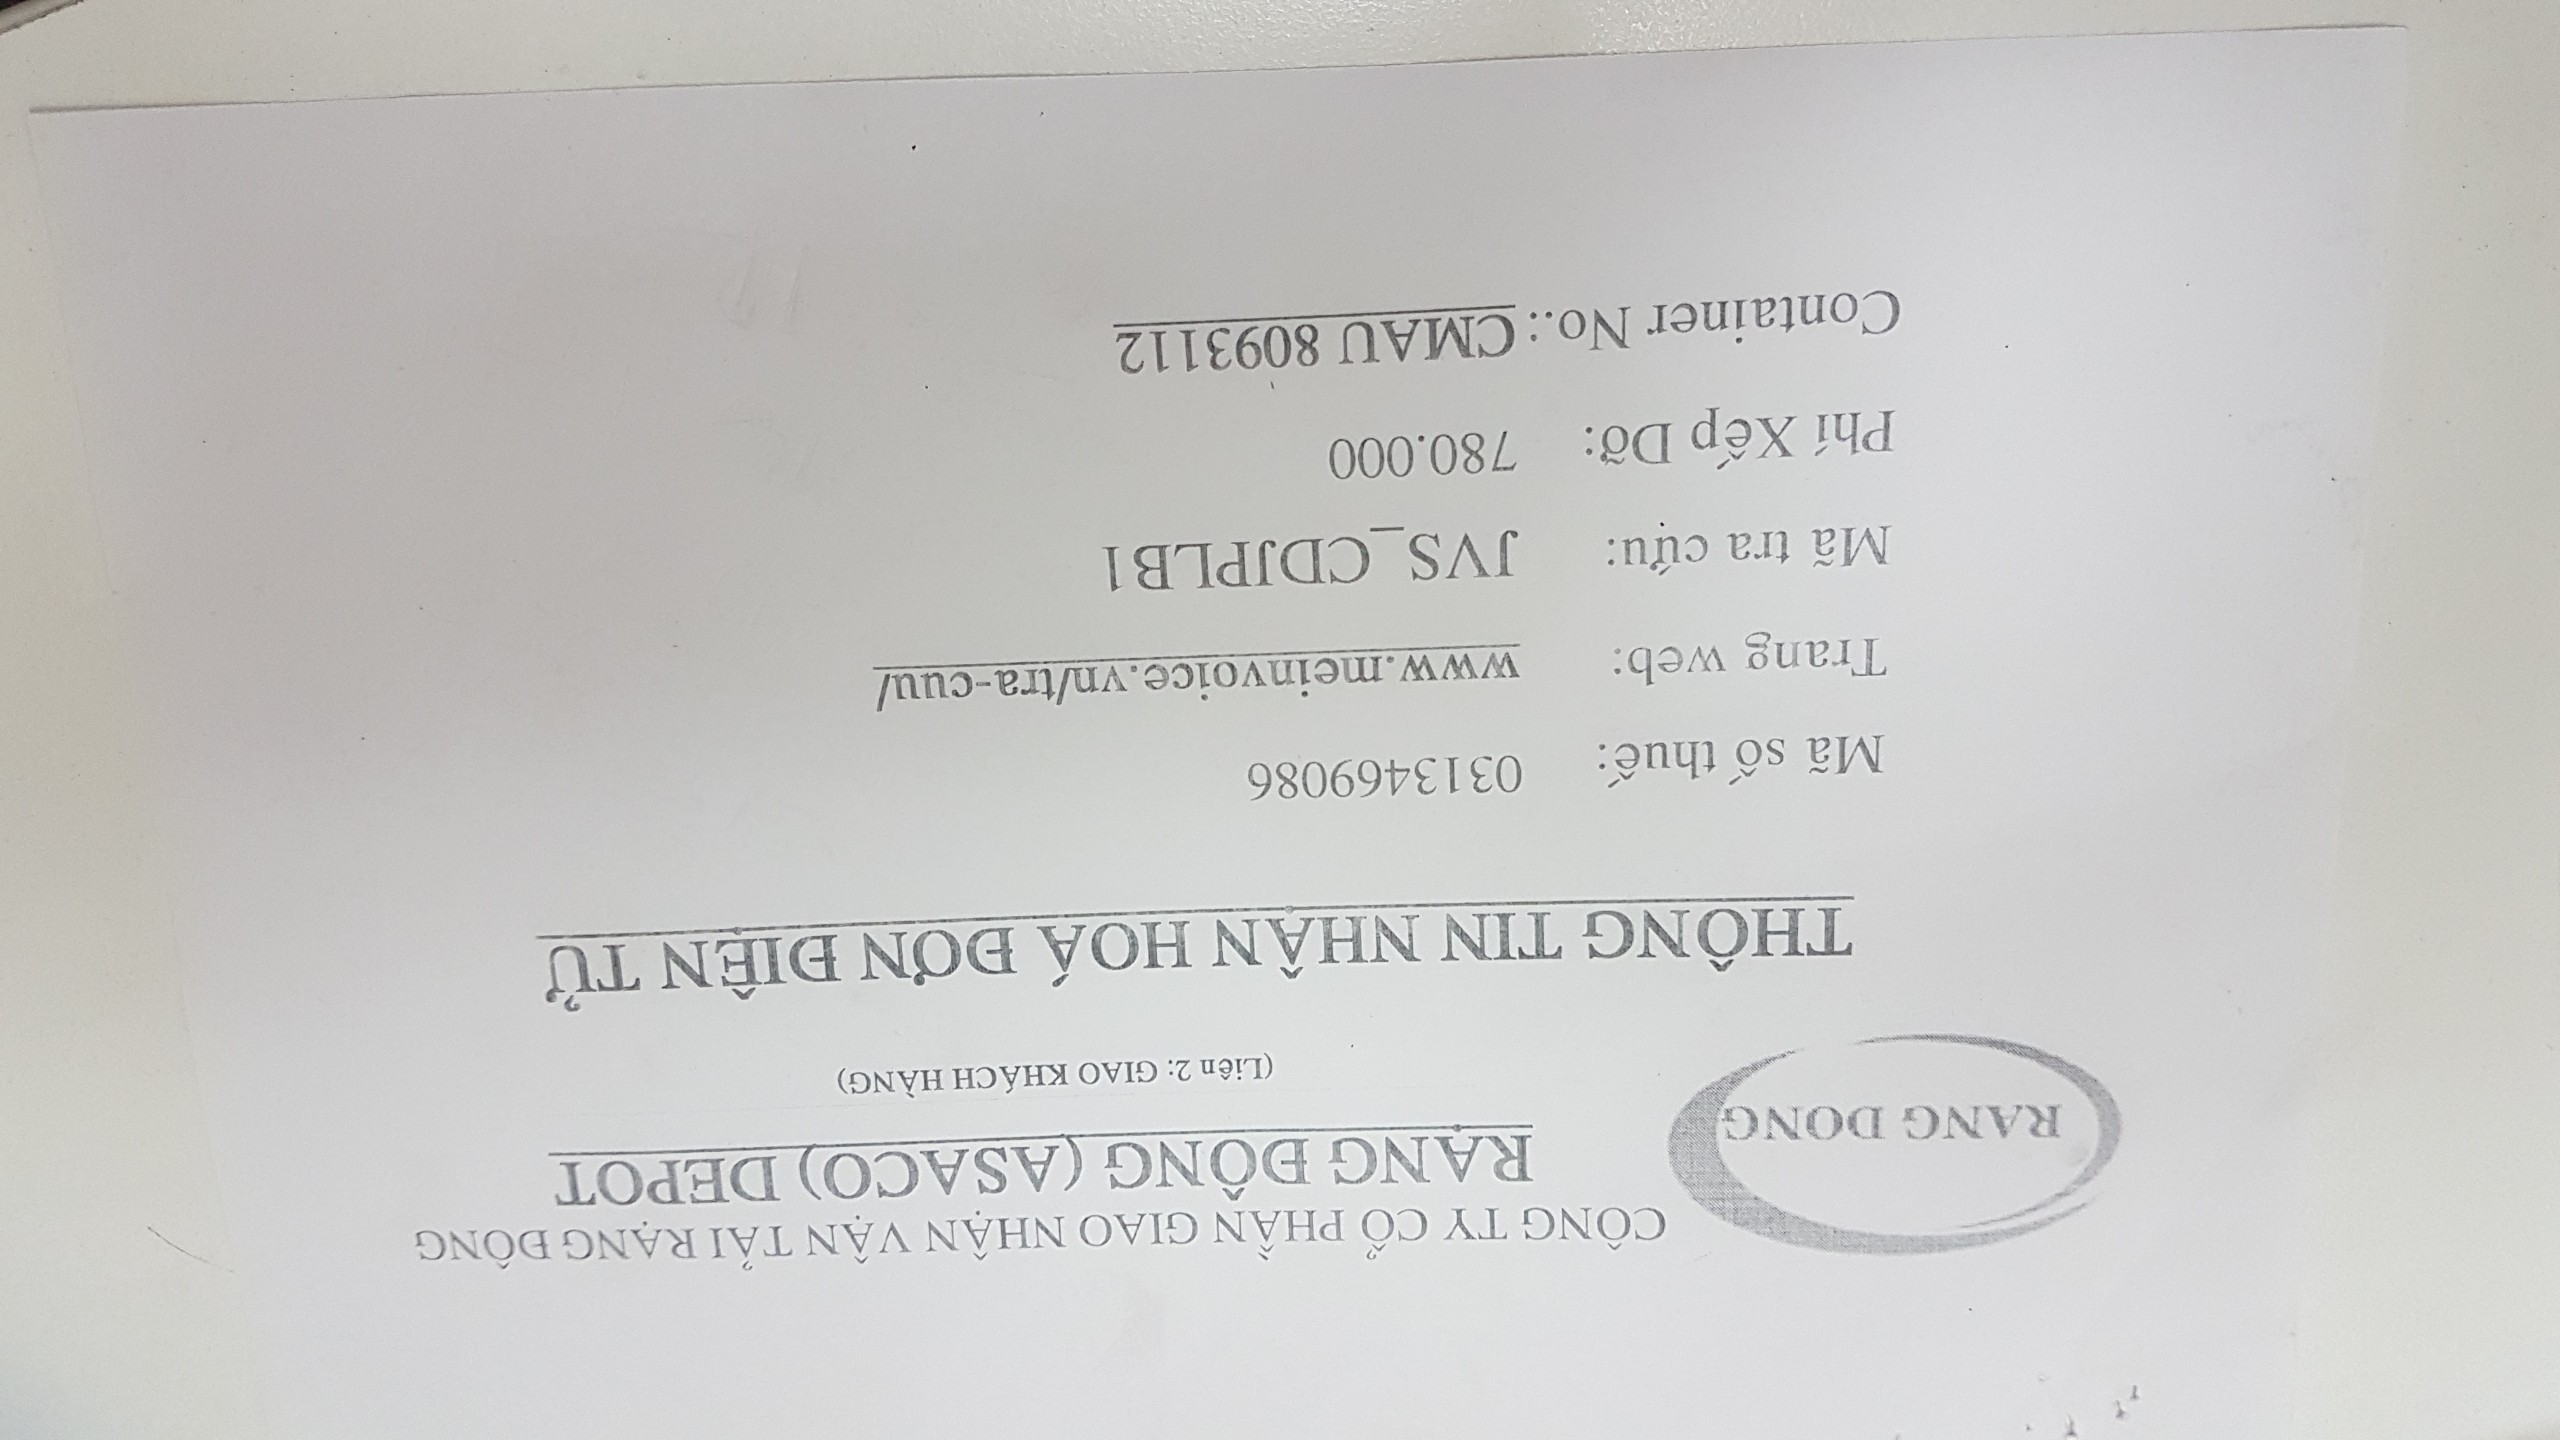 RANG DONG
CÔNG TY CỔ PHẦN GIAO NHẬN VẬN TẢI RẠNG ĐÔNG
RẠNG ĐÔNG (ASACO) DEPOT
(Liên 2: GIAO KHÁCH HÀNG)
THÔNG TIN NHẬN HOÁ ĐƠN ĐIỆN TỬ
Mã số thuế: 0313469086
Trang web: www.meinvoice.vn/tra-cuu/
Mã tra cứu: JVS_CDJPLB1
Phí Xếp Dỡ: 780.000
Container No.: CMAU 8093112